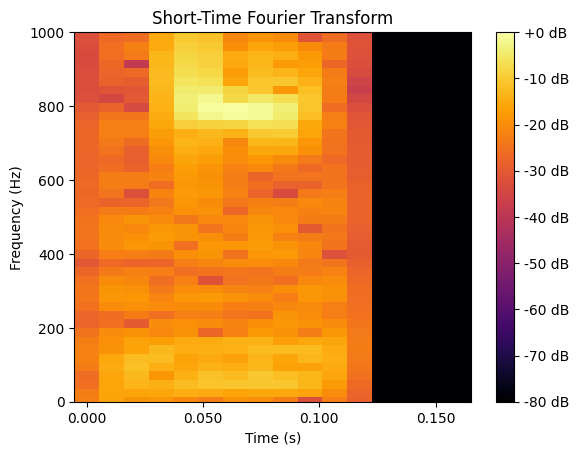 Short-Time Fourier Transform
1000
800
600
400
200
0
Frequency (Hz)
0.000
0.050
0.100
0.150
Time (s)
+0 dB
-10 dB
-20 dB
-30 dB
-40 dB
-50 dB
-60 dB
-70 dB
-80 dB